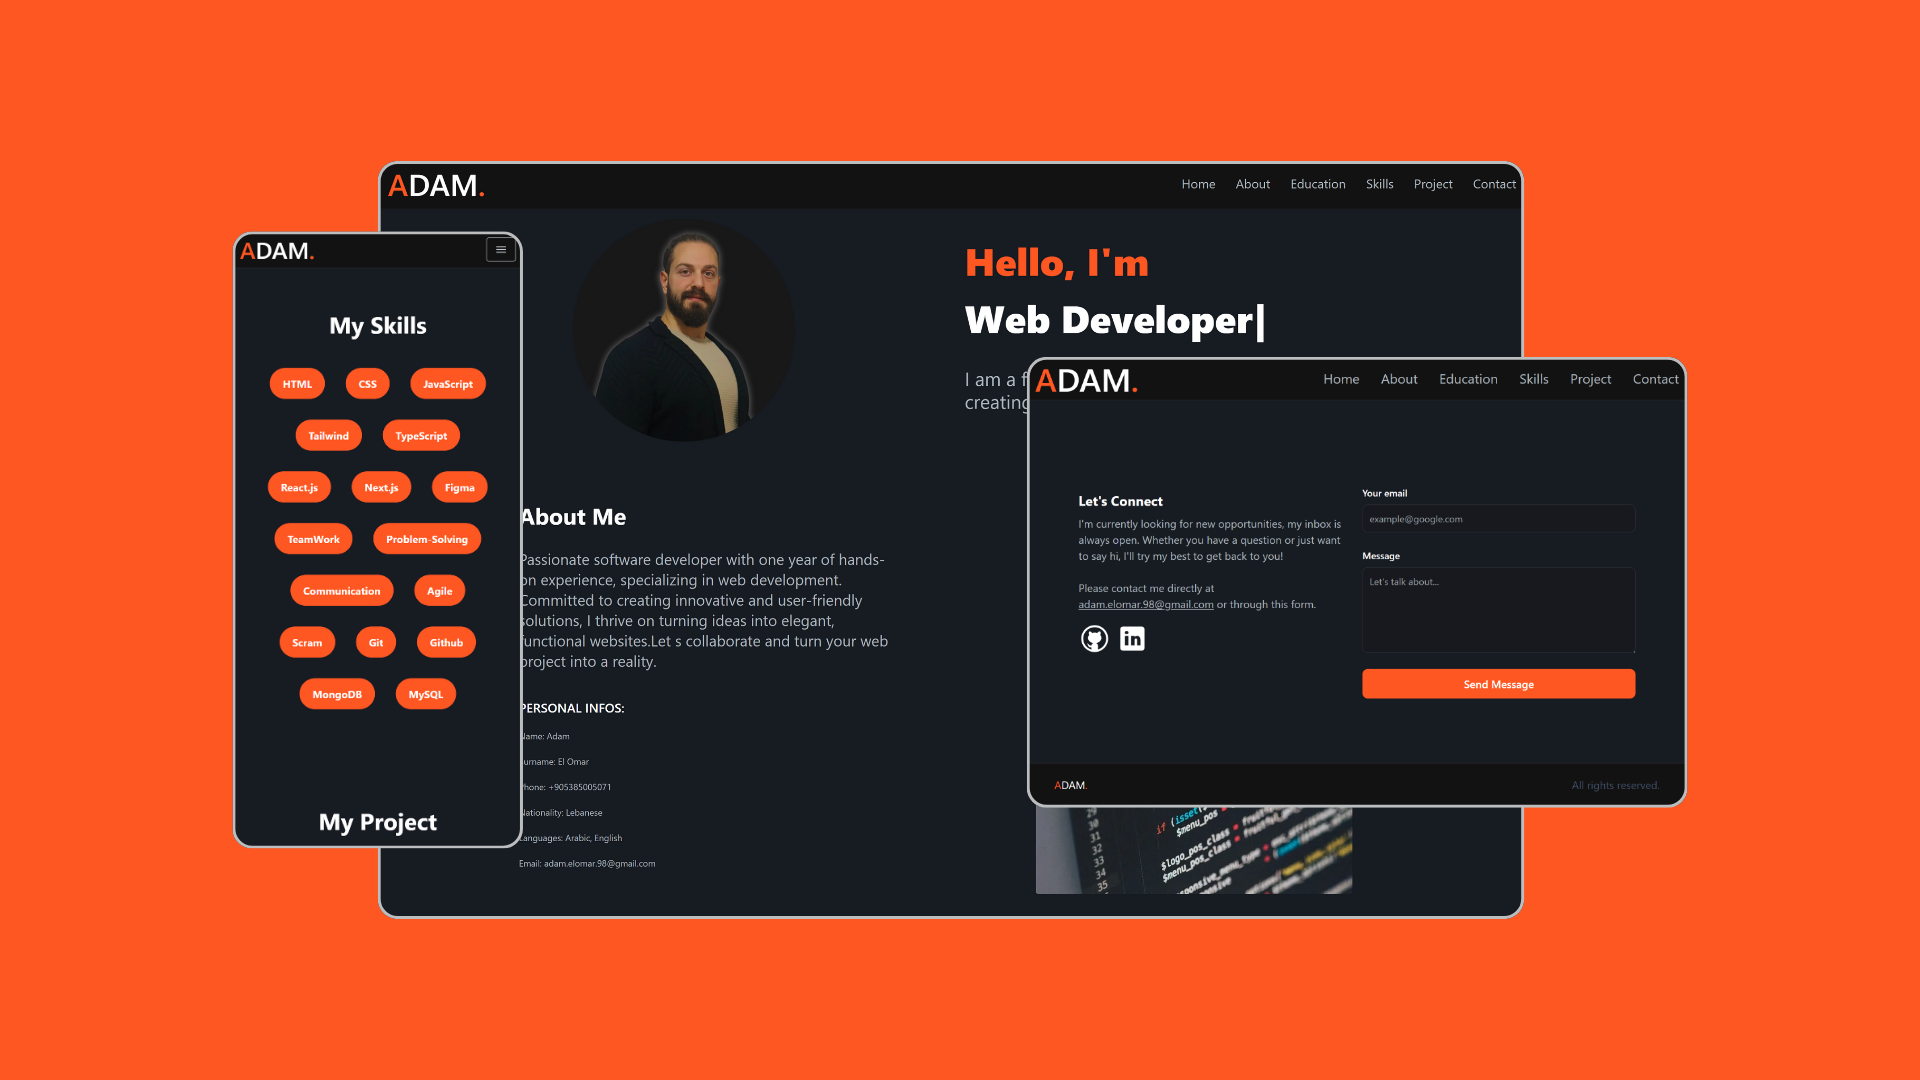 ADAM.
Home About Education Skills Project Contact
Hello, I'm
Web Developer|
I am a
creating
About Me
Passionate software developer with one year of hands-
on experience, specializing in web development.
Committed to creating innovative and user-friendly
solutions, I thrive on turning ideas into elegant,
functional websites.Let s collaborate and turn your web
project into a reality.
PERSONAL INFOS:
Name: Adam
Surname: El Omar
Phone: +905385005071
Nationality: Lebanese
Languages: Arabic, English
Email: adam.elomar.98@gmail.com
ADAM.
My Skills
HTML CSS JavaScript
Tailwind TypeScript
React.js Next.js Figma
TeamWork Problem-Solving
Communication Agile
Scram Git Github
MongoDB MySQL
My Project
ADAM.
Home About Education Skills Project Contact
Let's Connect
I'm currently looking for new opportunities, my inbox is
always open. Whether you have a question or just want
to say hi, I'll try my best to get back to you!
Please contact me directly at
adam.elomar.98@gmail.com or through this form.
in
Your email
example@google.com
Message
Let's talk about...
Send Message
ADAM.
All rights reserved.
29
30
31
32
33
34
35
if (isset(
$menu_pos
$logo_pos_class = 
$menu_pos_class =